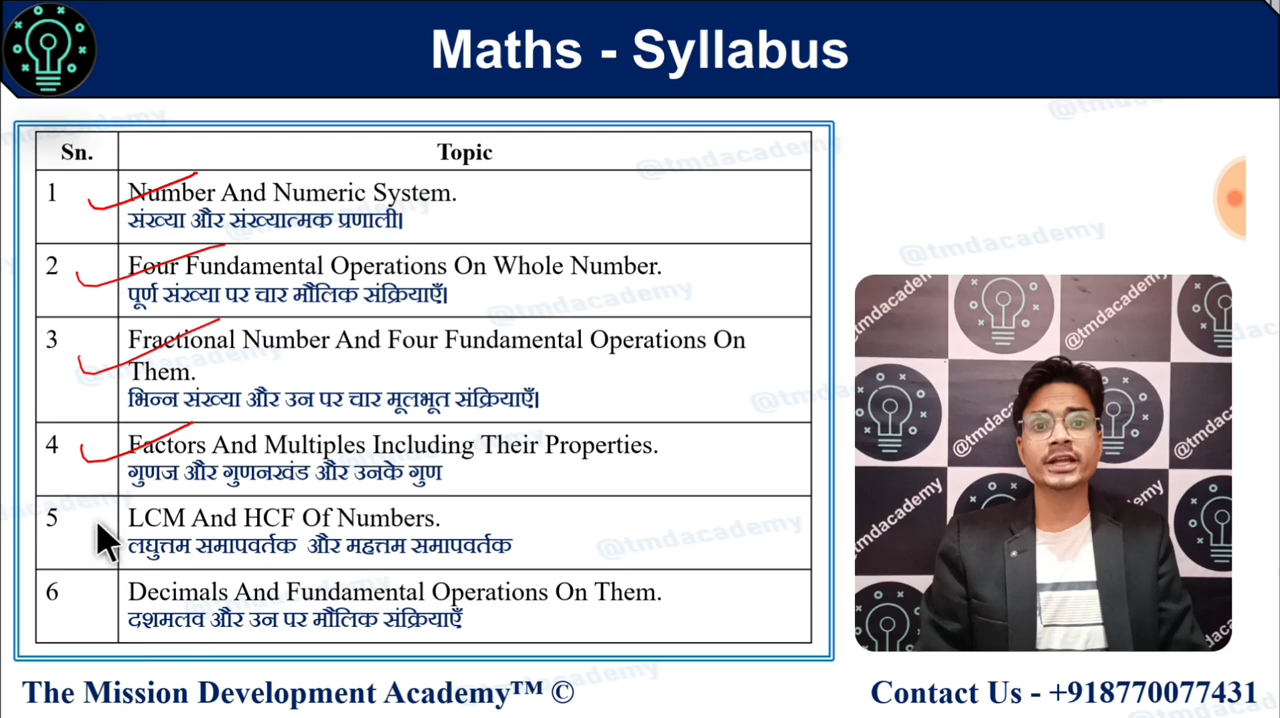 Maths - Syllabus
Sn.
Topic
1
Number And Numeric System.
संख्या और संख्यात्मक प्रणाली।
2
Four Fundamental Operations On Whole Number.
पूर्ण संख्या पर चार मौलिक संक्रियाएँ।
3
Fractional Number And Four Fundamental Operations On
Them.
भिन्न संख्या और उन पर चार मूलभूत संक्रियाएँ।
4
Factors And Multiples Including Their Properties.
गुणज और गुणनखंड और उनके गुण
5
LCM And HCF Of Numbers.
लघुत्तम समापवर्तक और महत्तम समापवर्तक
6
Decimals And Fundamental Operations On Them.
दशमलव और उन पर मौलिक संक्रियाएँ
@tmdacademy
@tmdacademy
@tmdacademy
@tmdacademy
The Mission Development Academy™ ©
Contact Us - +918770077431